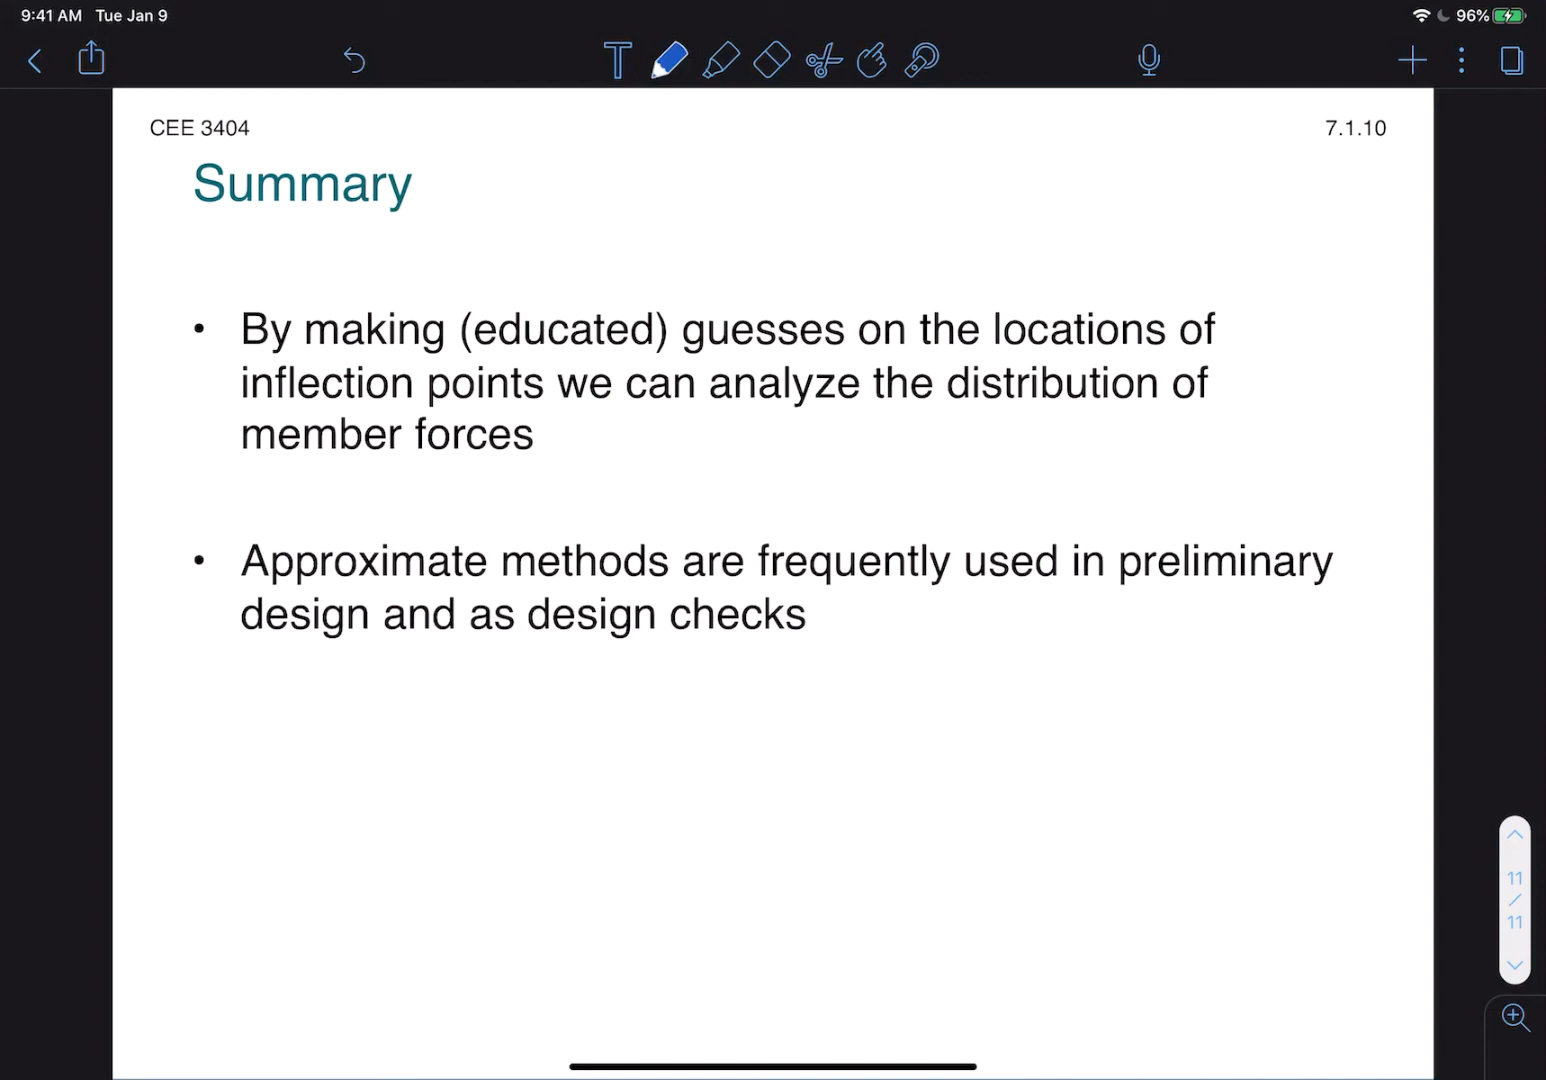 9:41 AM Tue Jan 9
96%
CEE 3404
7.1.10
Summary
• By making (educated) guesses on the locations of
inflection points we can analyze the distribution of
member forces
• Approximate methods are frequently used in preliminary
design and as design checks
11
/
11